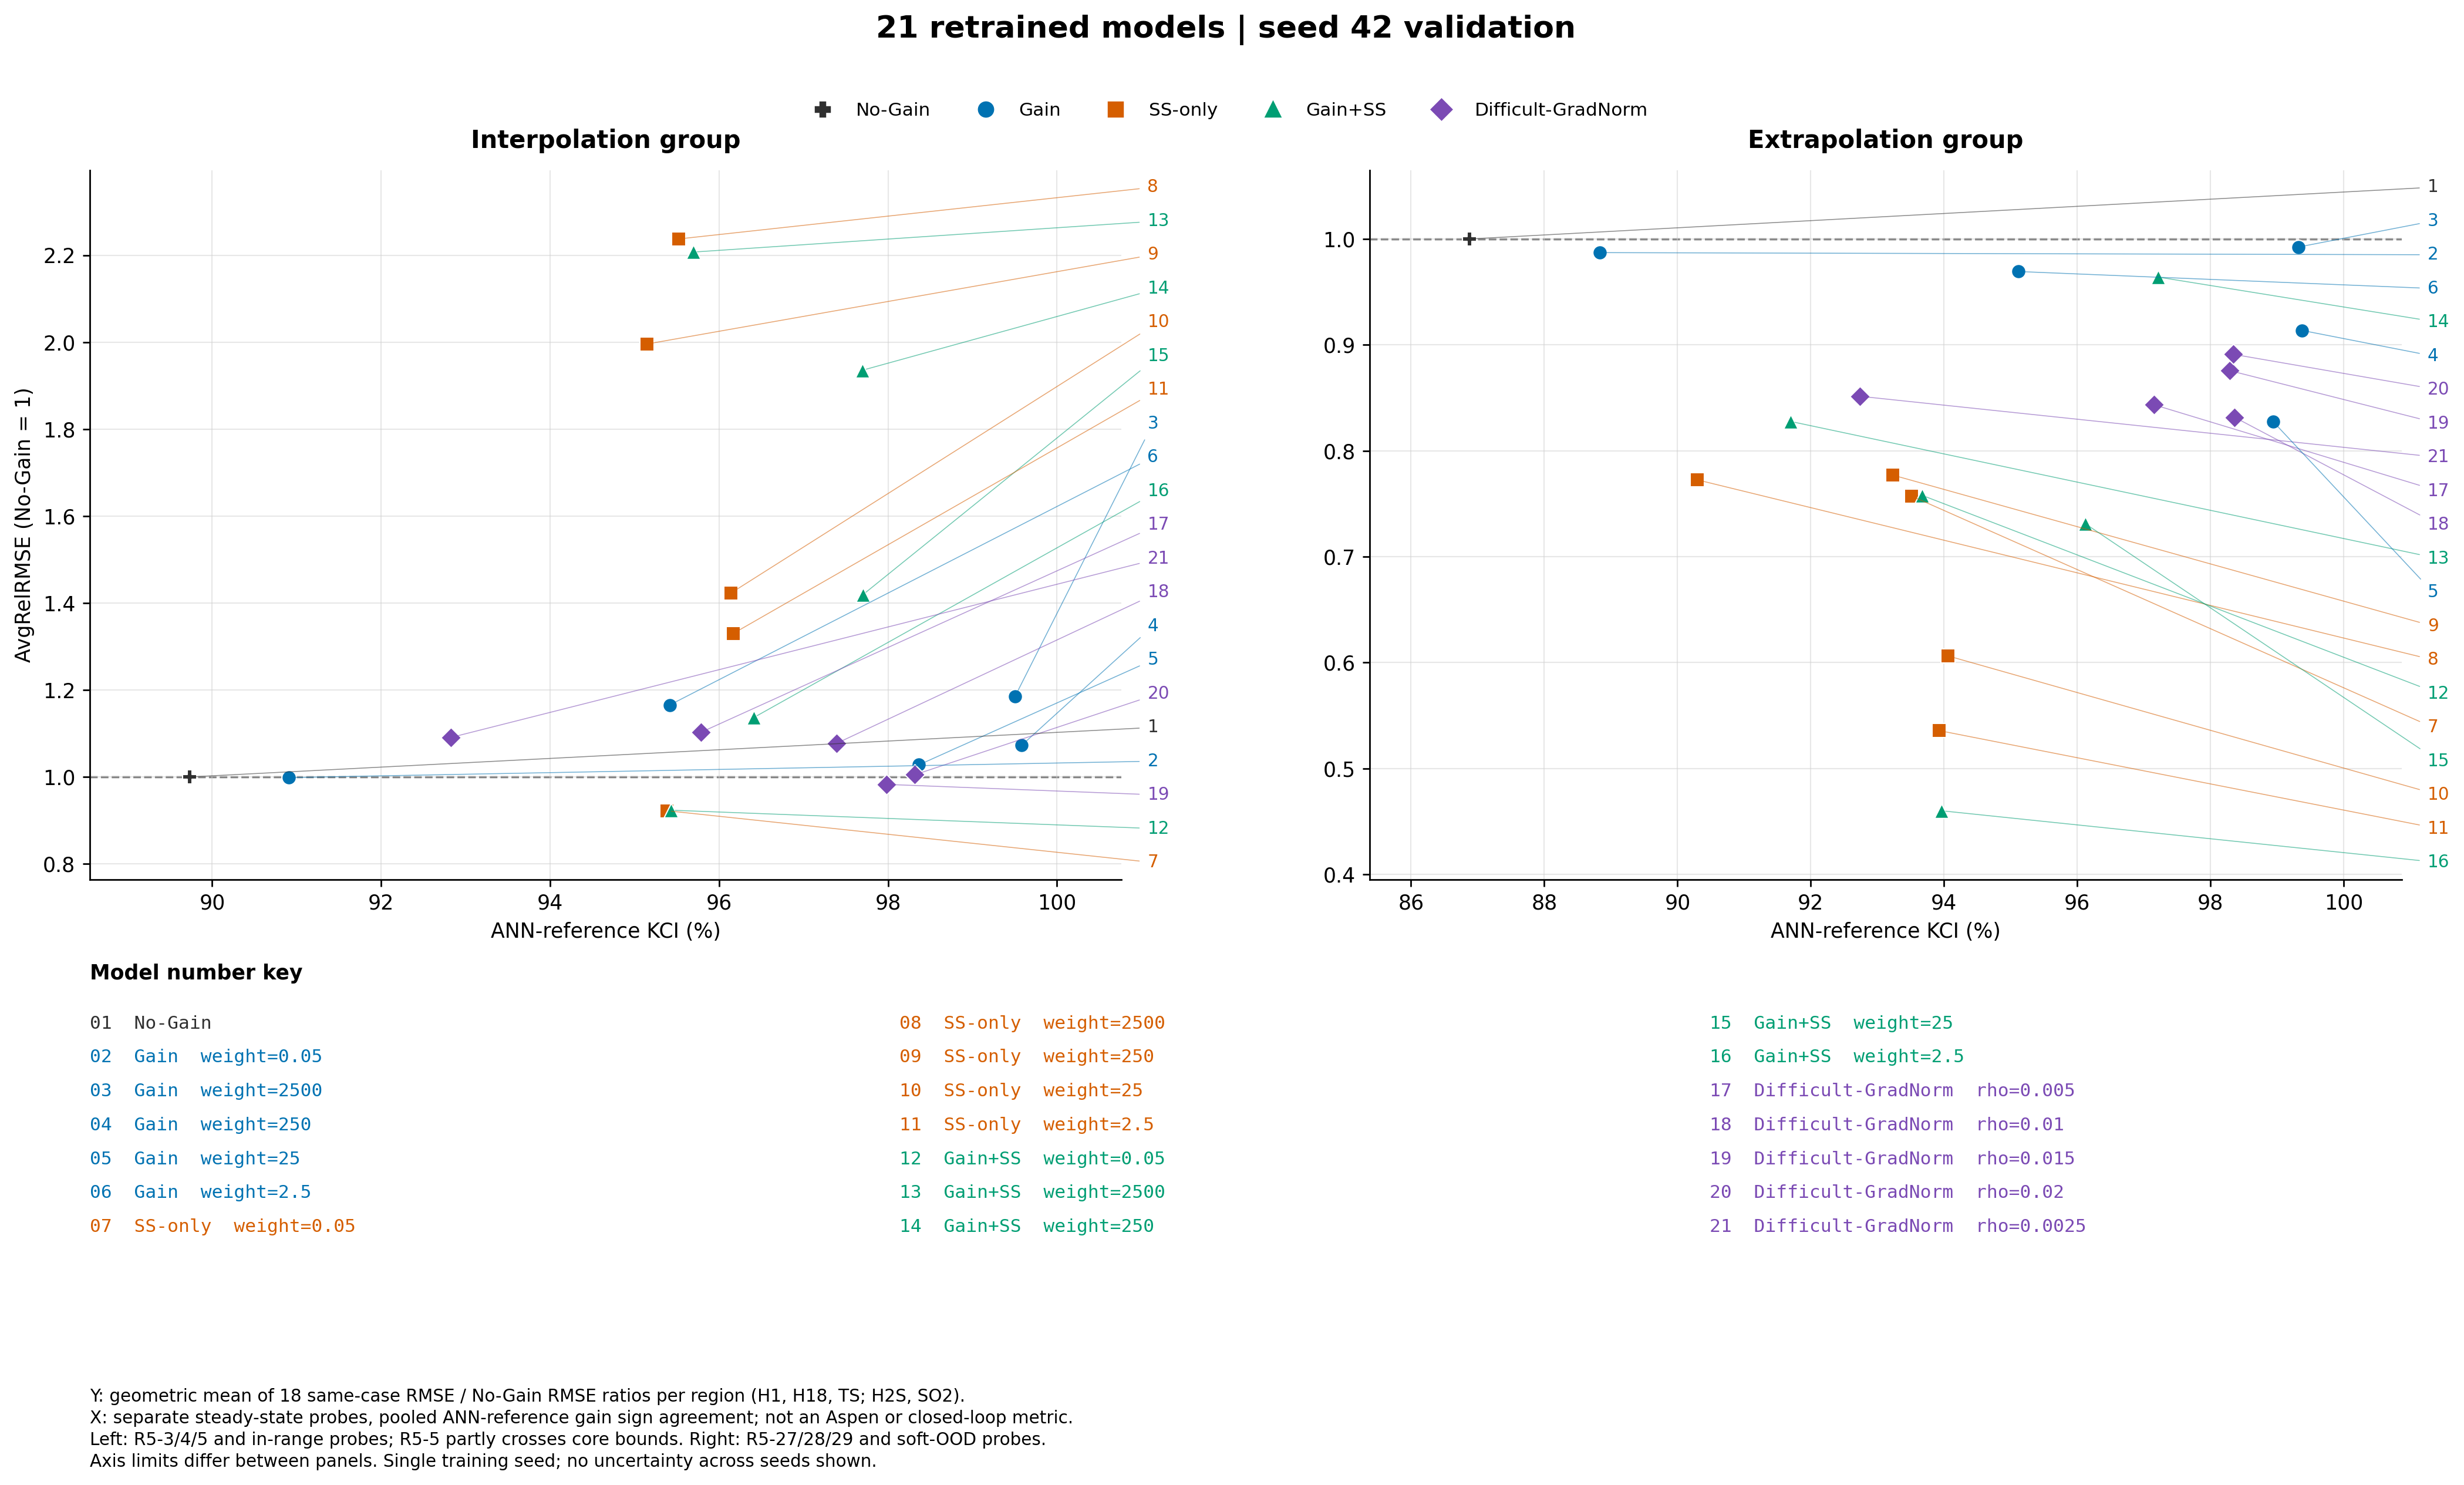 21 retrained models | seed 42 validation
No-Gain
Gain
SS-only
Gain+SS
Difficult-GradNorm
Interpolation group
AvgRelRMSE (No-Gain = 1)
2.2
2.0
1.8
1.6
1.4
1.2
1.0
0.8
90
92
94
96
98
100
ANN-reference KCI (%)
8
13
9
14
10
15
11
3
6
16
17
21
18
4
5
20
1
2
19
12
7
Extrapolation group
1.0
0.9
0.8
0.7
0.6
0.5
0.4
86
88
90
92
94
96
98
100
ANN-reference KCI (%)
1
3
2
6
14
4
20
19
21
17
18
13
5
9
8
12
7
15
10
11
16
Model number key
01 No-Gain
02 Gain weight=0.05
03 Gain weight=2500
04 Gain weight=250
05 Gain weight=25
06 Gain weight=2.5
07 SS-only weight=0.05
08 SS-only weight=2500
09 SS-only weight=250
10 SS-only weight=25
11 SS-only weight=2.5
12 Gain+SS weight=0.05
13 Gain+SS weight=2500
14 Gain+SS weight=250
15 Gain+SS weight=25
16 Gain+SS weight=2.5
17 Difficult-GradNorm rho=0.005
18 Difficult-GradNorm rho=0.01
19 Difficult-GradNorm rho=0.015
20 Difficult-GradNorm rho=0.02
21 Difficult-GradNorm rho=0.0025
Y: geometric mean of 18 same-case RMSE / No-Gain RMSE ratios per region (H1, H18, TS; H2S, SO2).
X: separate steady-state probes, pooled ANN-reference gain sign agreement; not an Aspen or closed-loop metric.
Left: R5-3/4/5 and in-range probes; R5-5 partly crosses core bounds. Right: R5-27/28/29 and soft-OOD probes.
Axis limits differ between panels. Single training seed; no uncertainty across seeds shown.